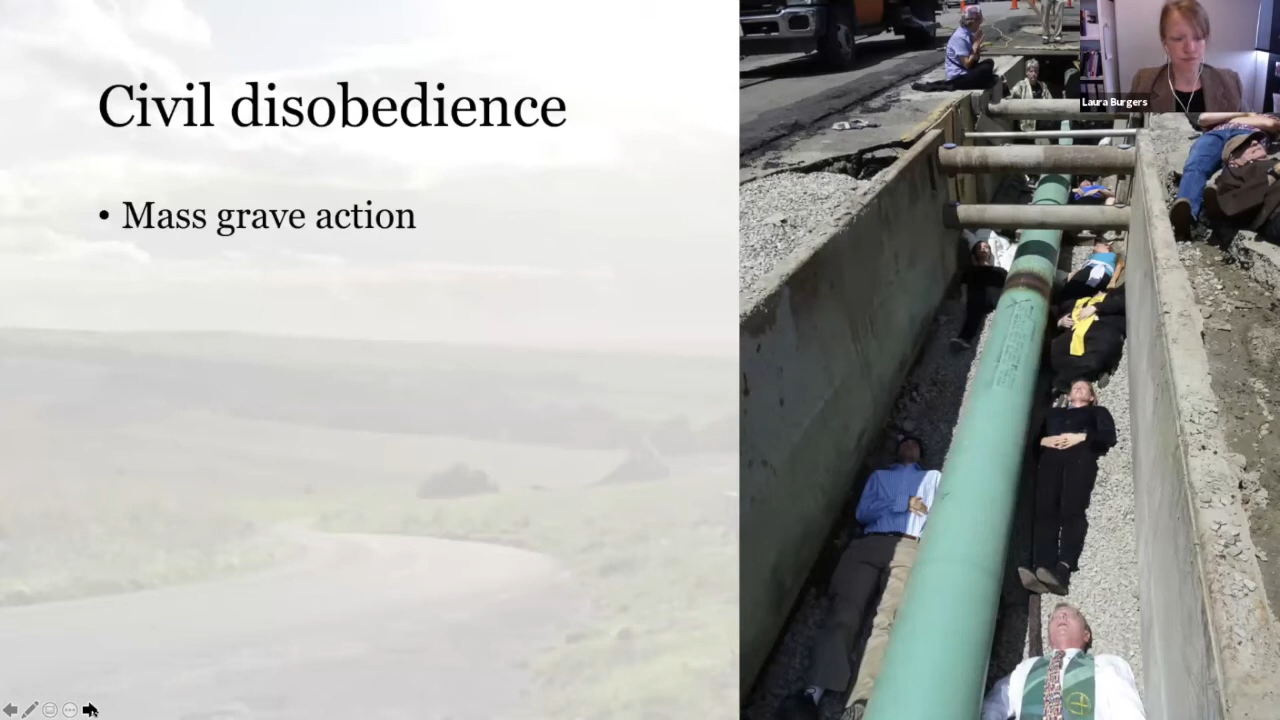 Civil disobedience
• Mass grave action
Laura Burgers